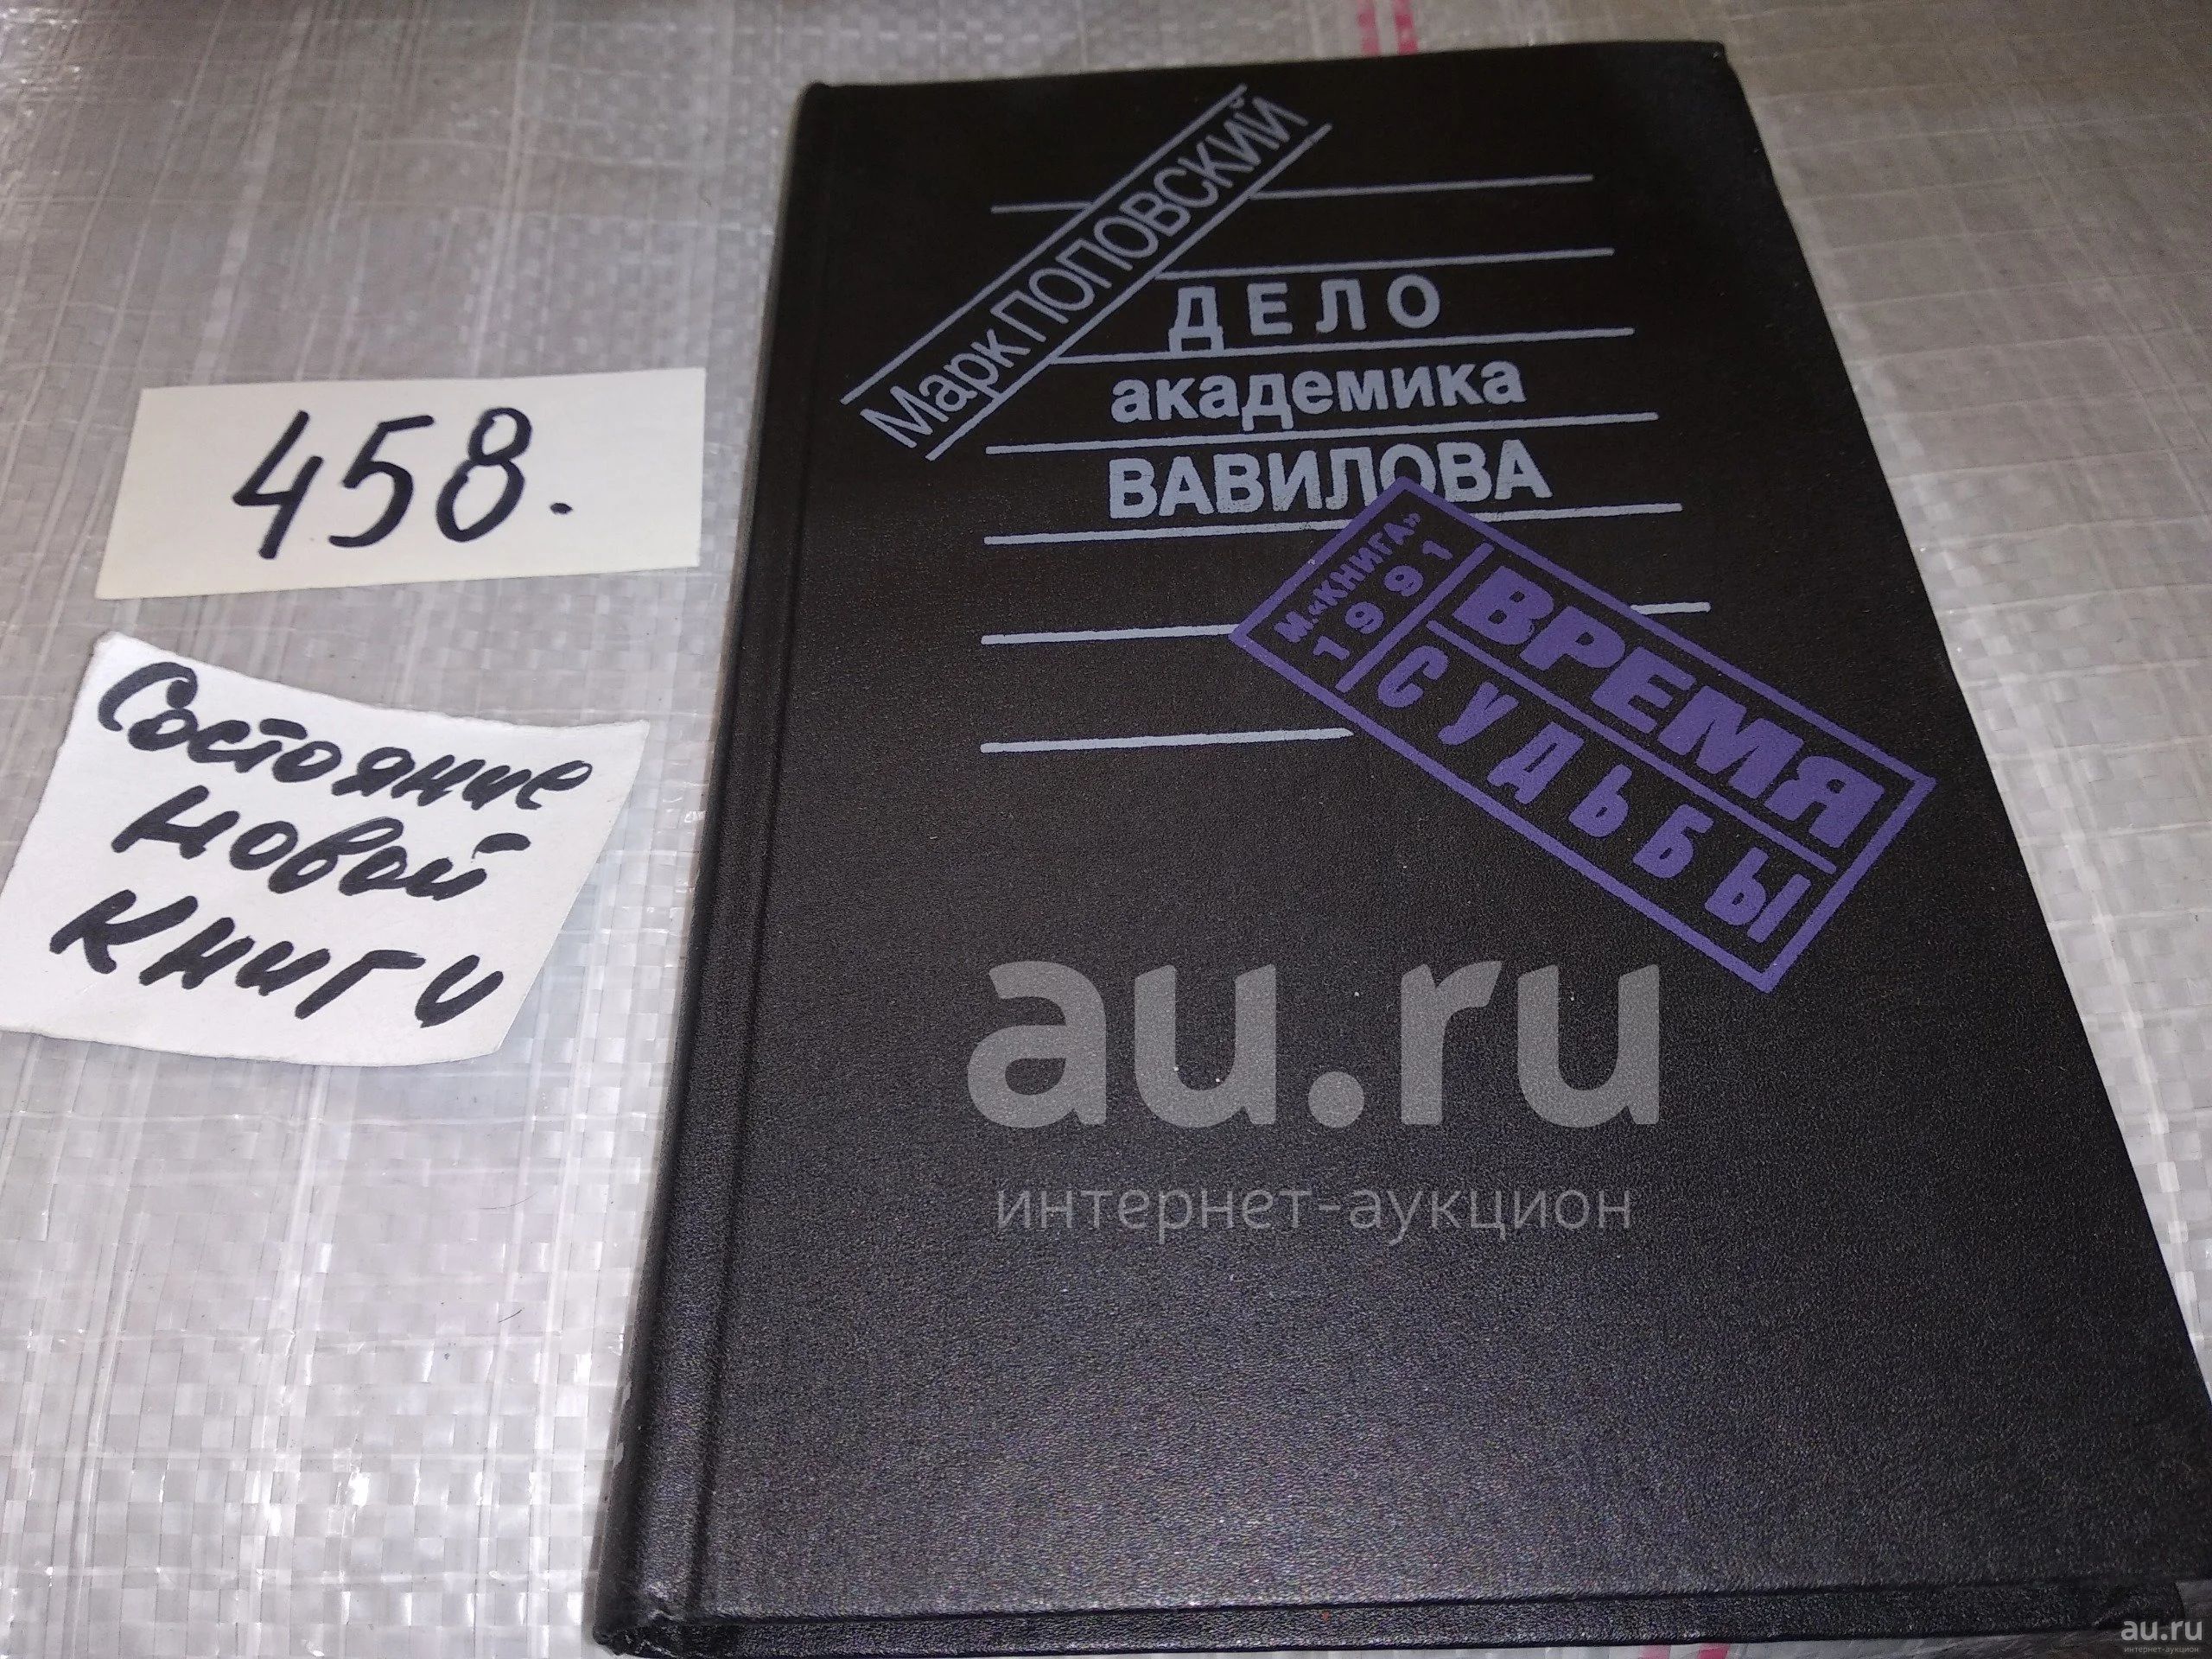 Марк ПОПОВСКИЙ
ДЕЛО
академика
ВАВИЛОВА
М.«КНИГА»
1991
ВРЕМЯ
СУДЬБЫ
458.
Состояние
новой
книги
au.ru
интернет-аукцион
au.ru
интернет-аукцион